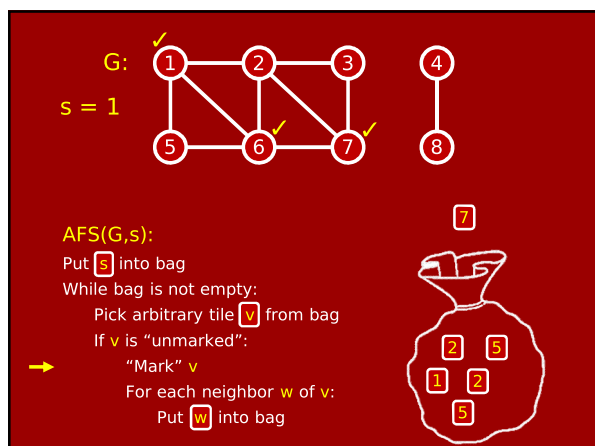 G:
1 2 3 4
s = 1
5 6 7 8
7
AFS(G,s):
Put s into bag
While bag is not empty:
Pick arbitrary tile v from bag
If v is “unmarked”:
“Mark” v
For each neighbor w of v:
Put w into bag
2 5
1 2
5